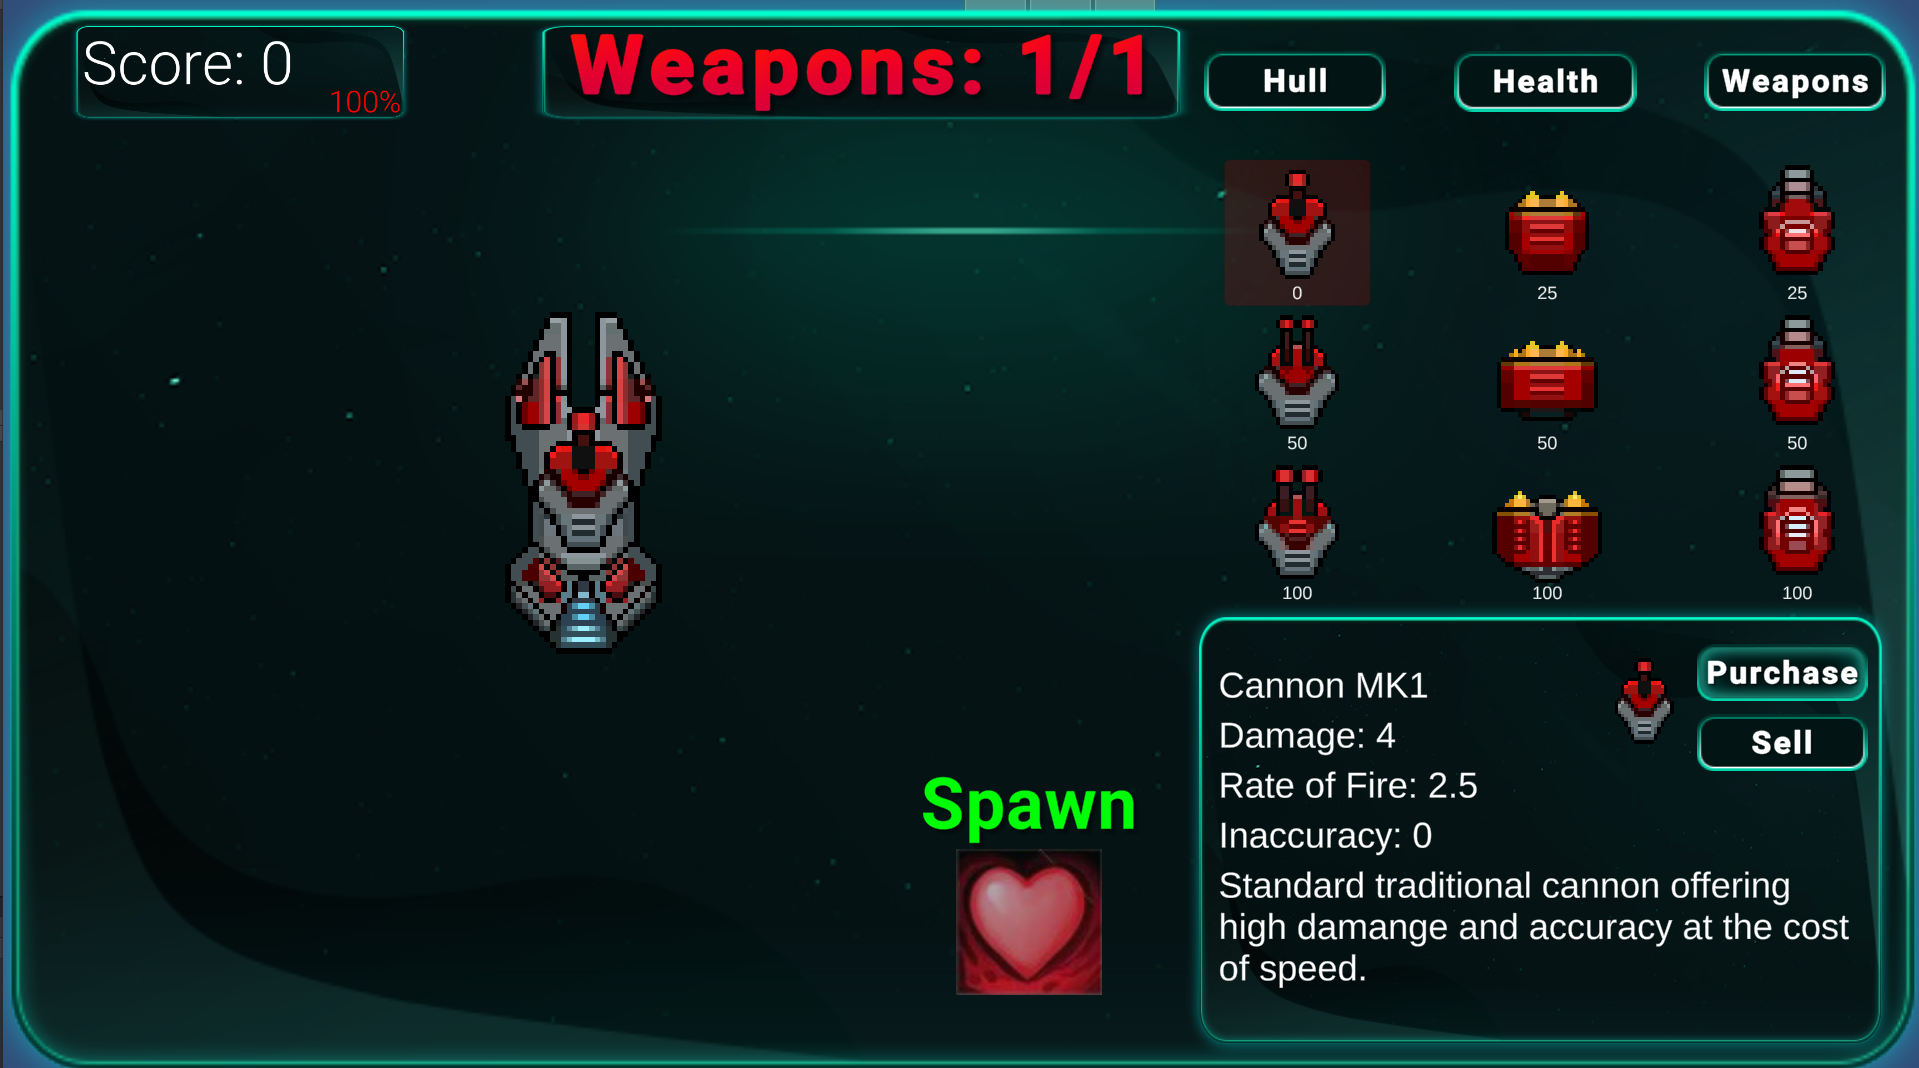 Score: 0
100%
Weapons: 1/1
Hull
Health
Weapons
0
25
25
50
50
50
100
100
100
Cannon MK1
Damage: 4
Rate of Fire: 2.5
Inaccuracy: 0
Standard traditional cannon offering
high damange and accuracy at the cost
of speed.
Purchase
Sell
Spawn